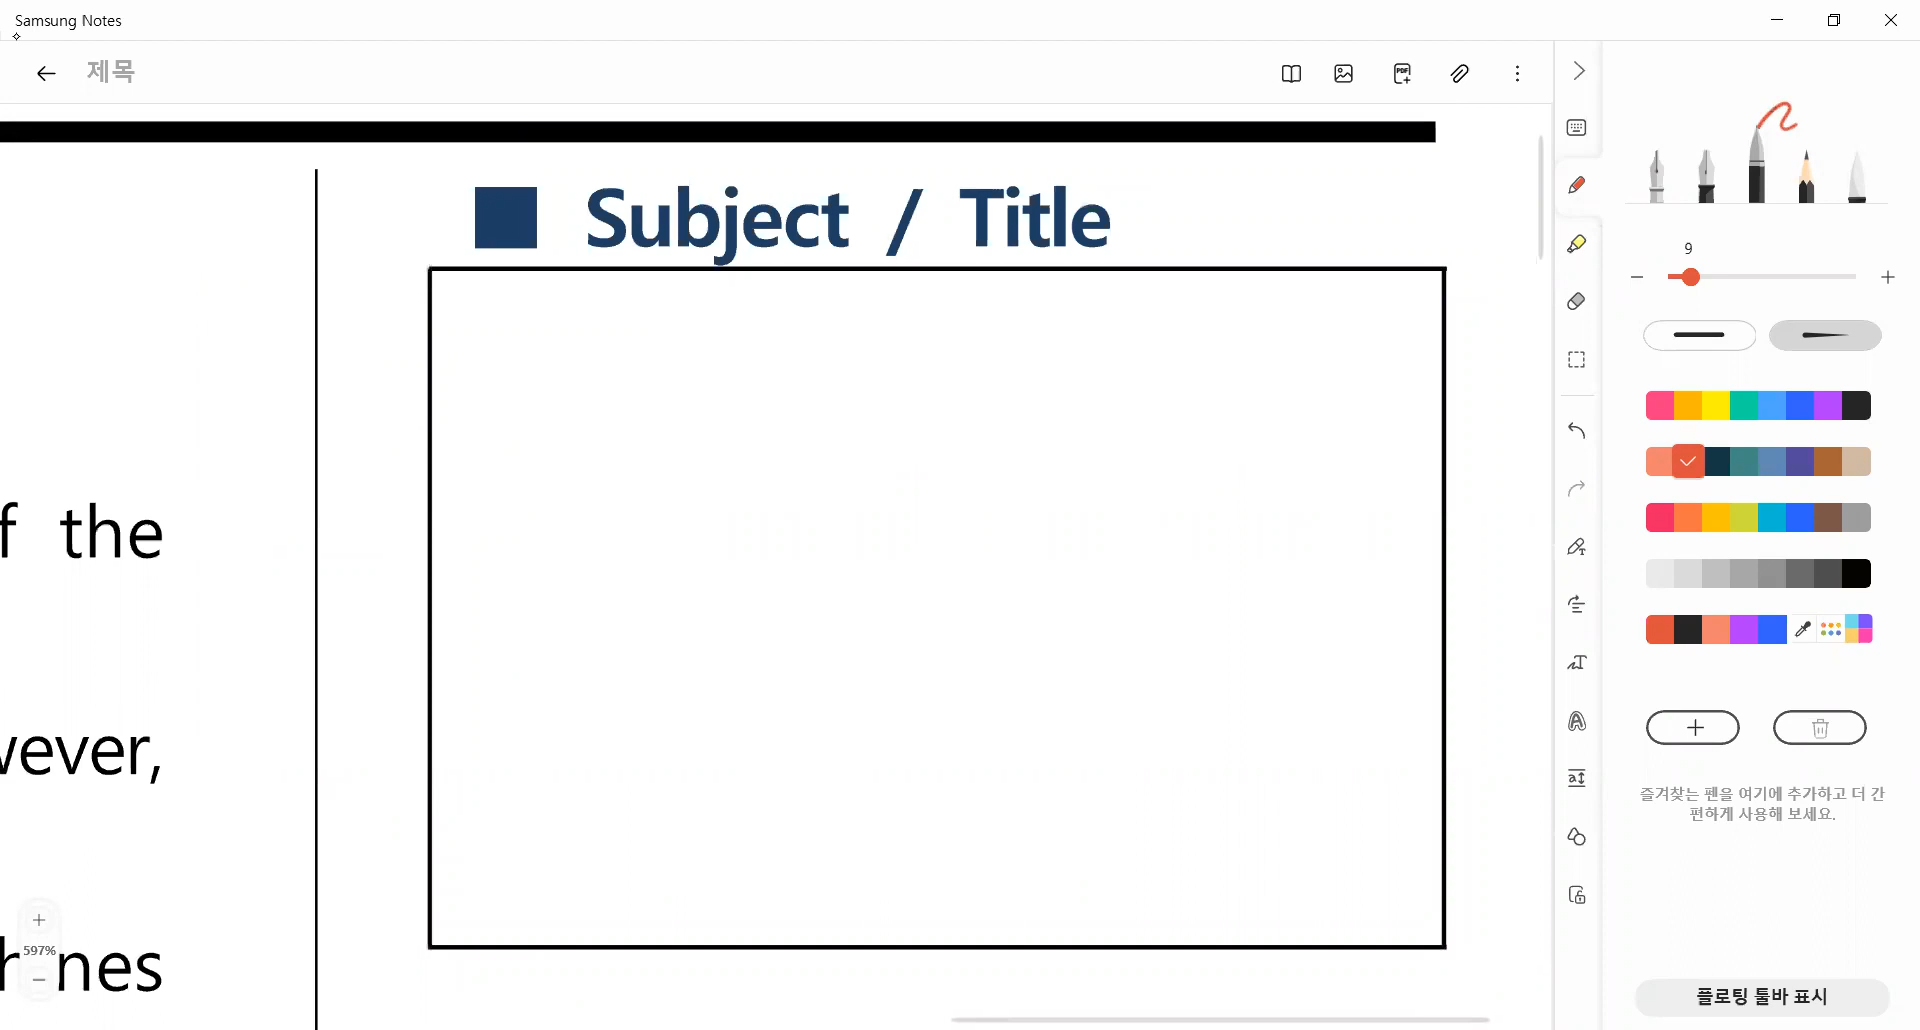 Samsung Notes
제목
Subject / Title
f the
wever,
nes
597%
9
즐겨찾는 펜을 여기에 추가하고 더 간
편하게 사용해 보세요.
플로팅 툴바 표시